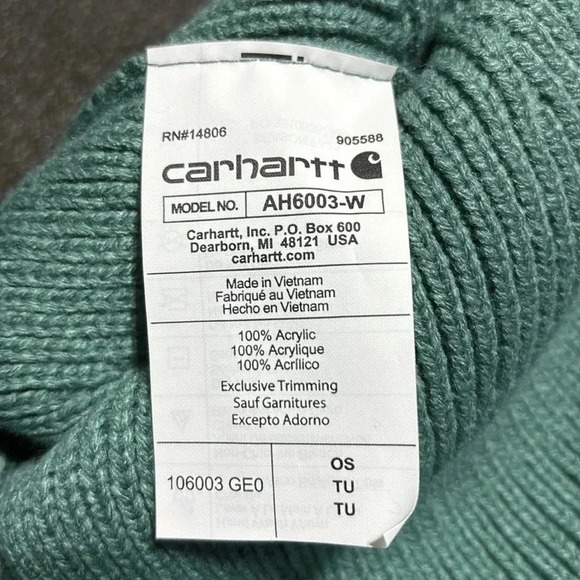 RN#14806 905588
carhartt
MODEL NO. AH6003-W
Carhartt, Inc. P.O. Box 600
Dearborn, MI 48121 USA
carhartt.com
Made in Vietnam
Fabriqué au Vietnam
Hecho en Vietnam
100% Acrylic
100% Acrylique
100% Acrílico
Exclusive Trimming
Sauf Garnitures
Excepto Adorno
106003 GE0
OS
TU
TU